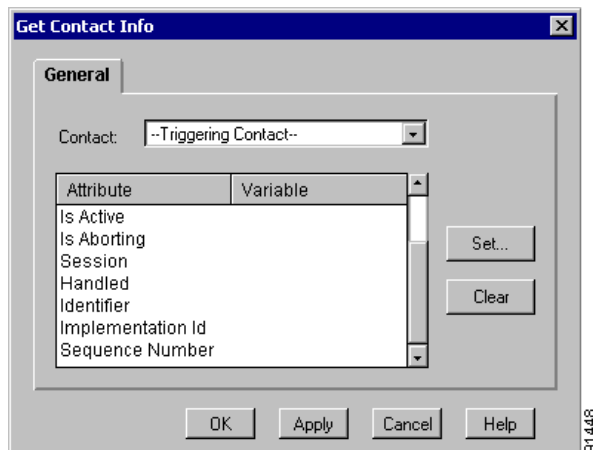 Get Contact Info
General
Contact: --Triggering Contact--
Attribute Variable
Is Active
Is Aborting
Session
Handled
Identifier
Implementation Id
Sequence Number
Set...
Clear
OK Apply Cancel Help
91448